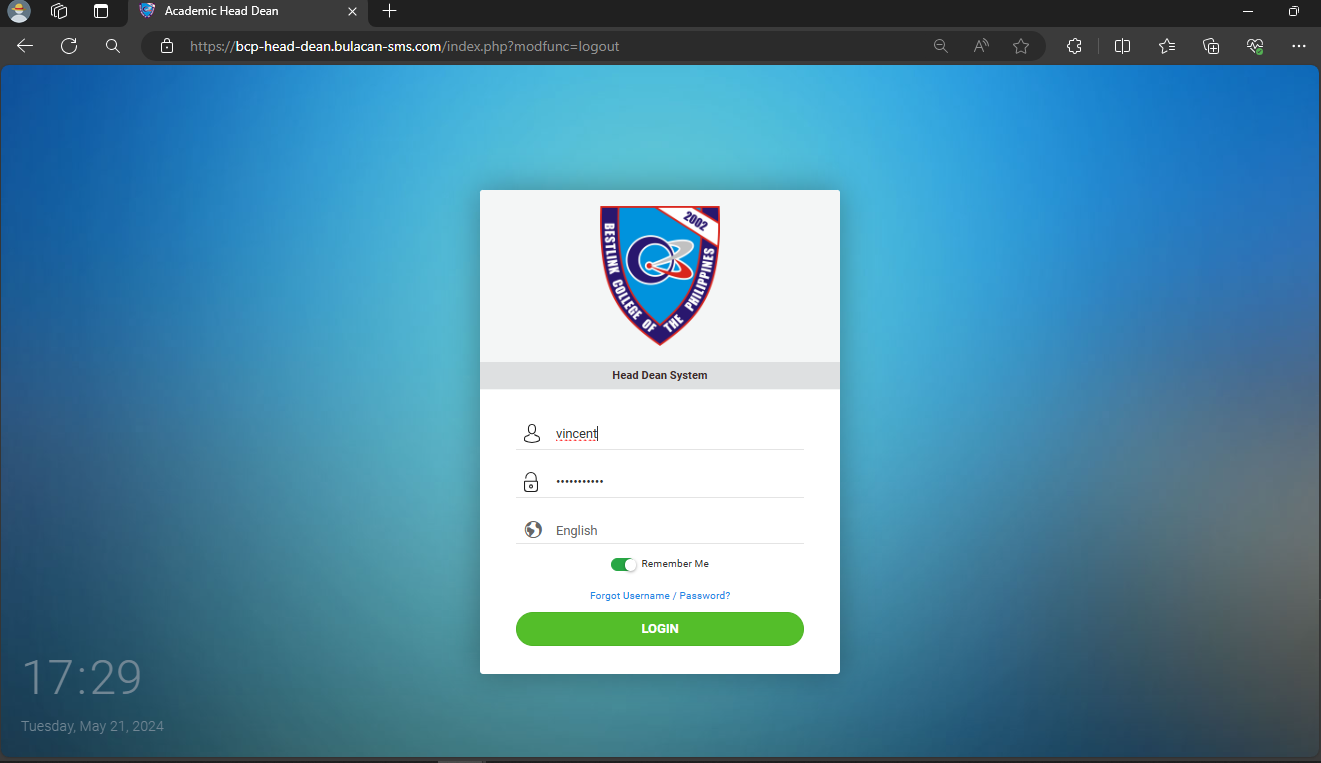 Academic Head Dean
https://bcp-head-dean.bulacan-sms.com/index.php?modfunc=logout
2002
BESTLINK COLLEGE OF THE PHILIPPINES
Head Dean System
vincent
•••••••••••
English
Remember Me
Forgot Username / Password?
LOGIN
17:29
Tuesday, May 21, 2024